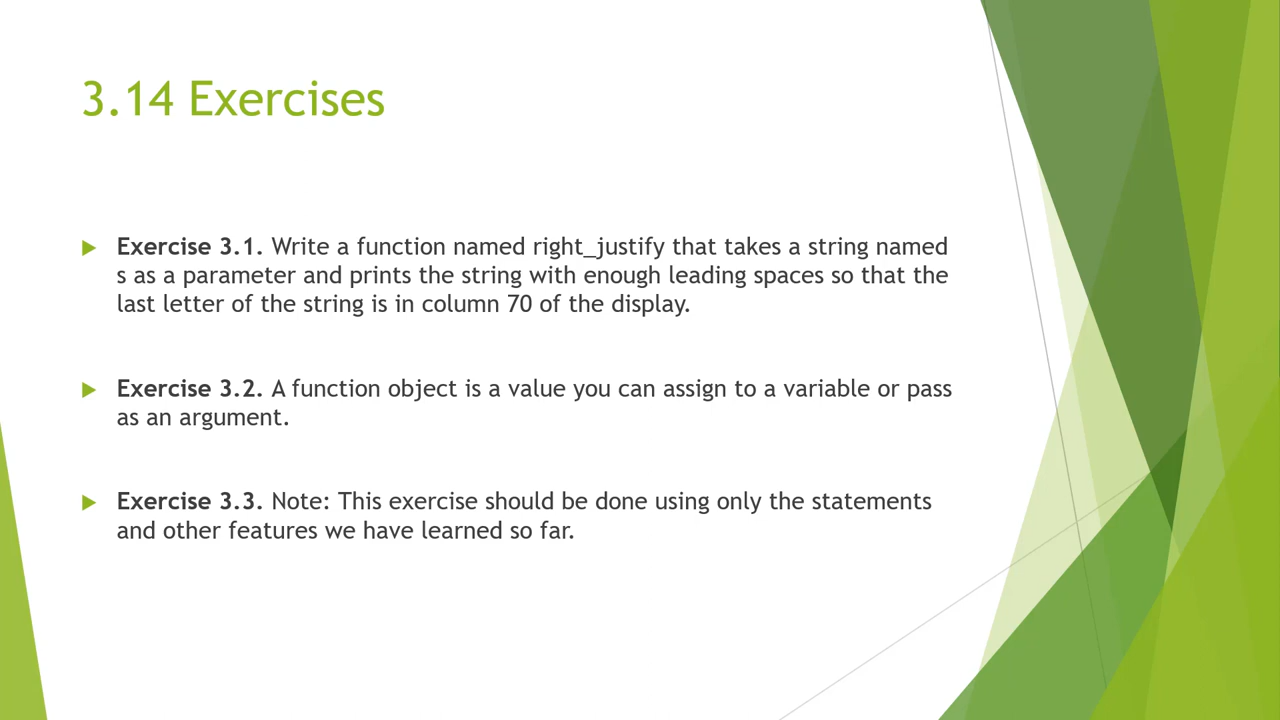 3.14 Exercises
Exercise 3.1. Write a function named right_justify that takes a string named
s as a parameter and prints the string with enough leading spaces so that the
last letter of the string is in column 70 of the display.
Exercise 3.2. A function object is a value you can assign to a variable or pass
as an argument.
Exercise 3.3. Note: This exercise should be done using only the statements
and other features we have learned so far.